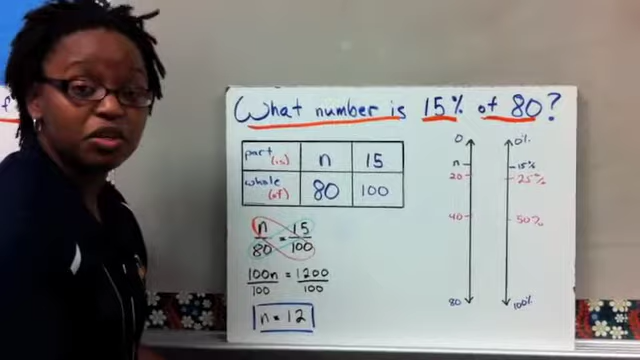 What number is 15% of 80?
part (is) n 15
whole (of) 80 100
n/80 = 15/100
100n/100 = 1200/100
n = 12
0 0%
n 15%
20 25%
40 50%
80 100%